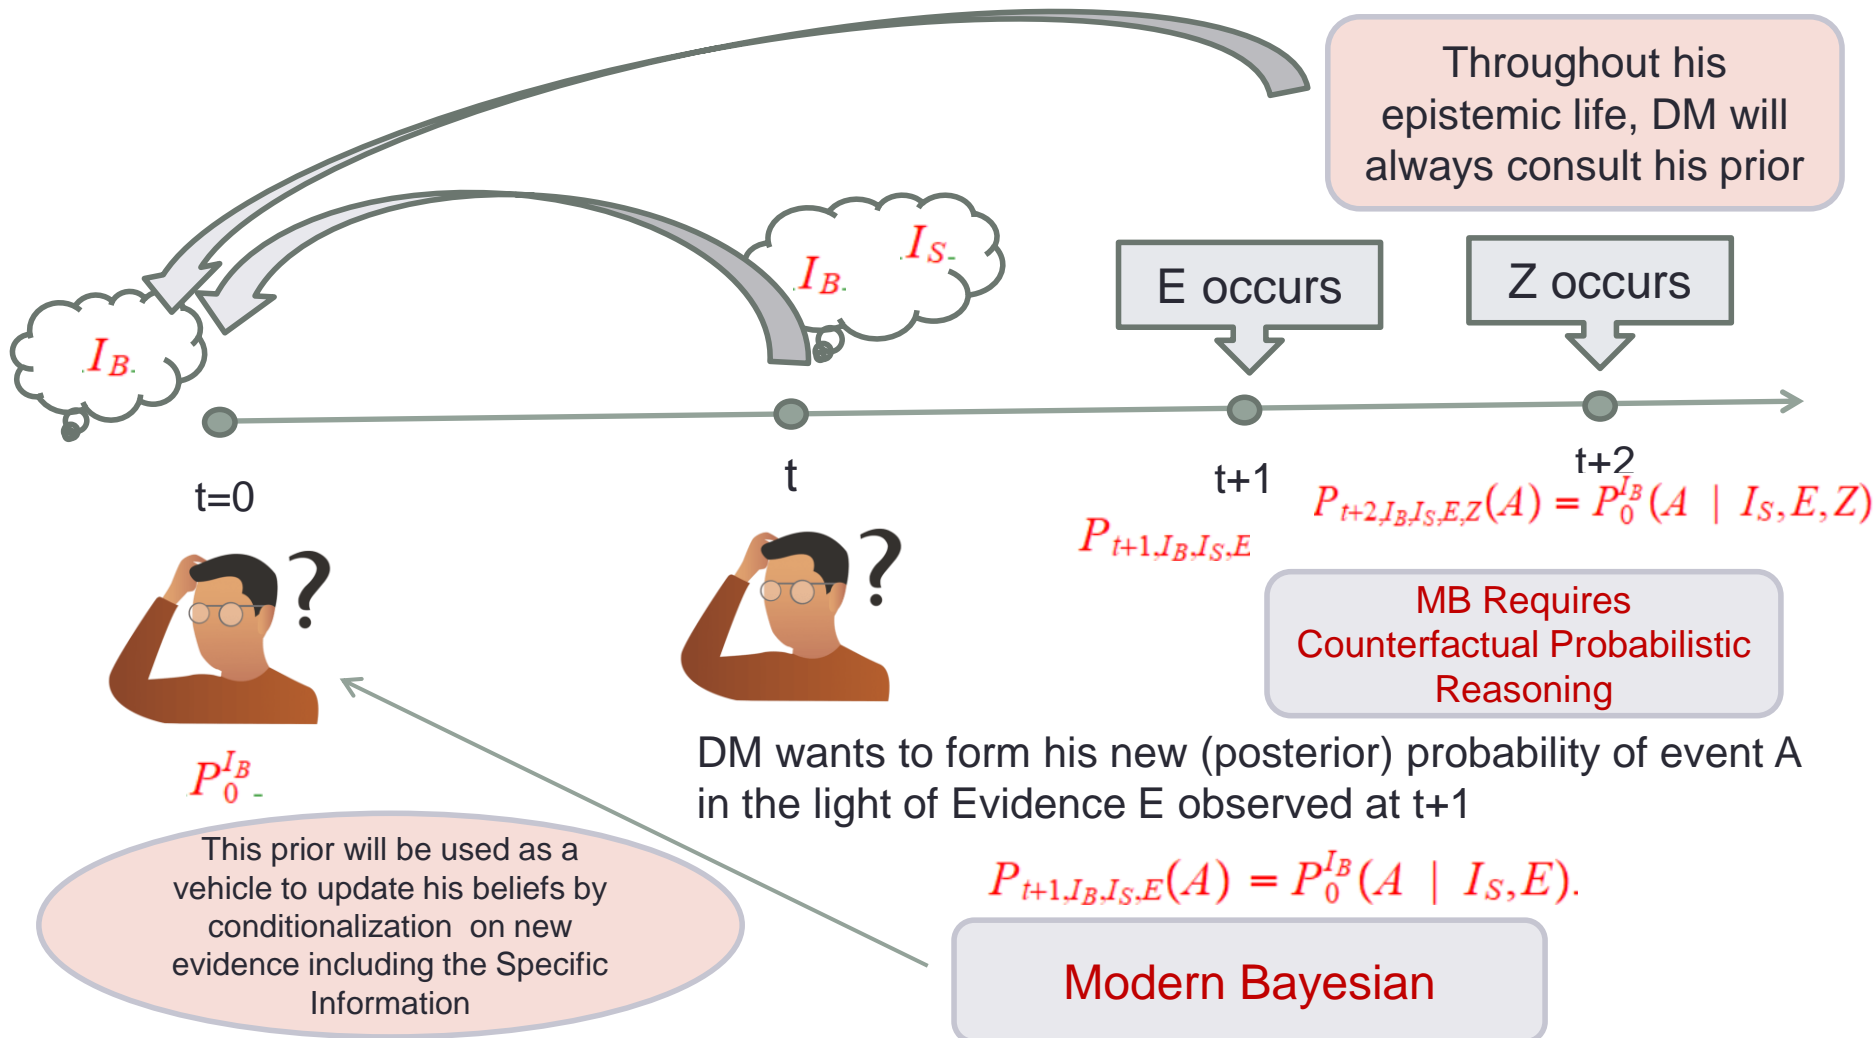 Throughout his
epistemic life, DM will
always consult his prior
I_B
I_B
I_S
E occurs
Z occurs
t=0
t
t+1
t+2
P_{t+1,I_B,I_S,E}
P_{t+2,I_B,I_S,E,Z}(A) = P_0^{I_B}(A | I_S, E, Z)
?
?
MB Requires
Counterfactual Probabilistic
Reasoning
P_0^{I_B}
DM wants to form his new (posterior) probability of event A
in the light of Evidence E observed at t+1
This prior will be used as a
vehicle to update his beliefs by
conditionalization on new
evidence including the Specific
Information
P_{t+1,I_B,I_S,E}(A) = P_0^{I_B}(A | I_S, E).
Modern Bayesian